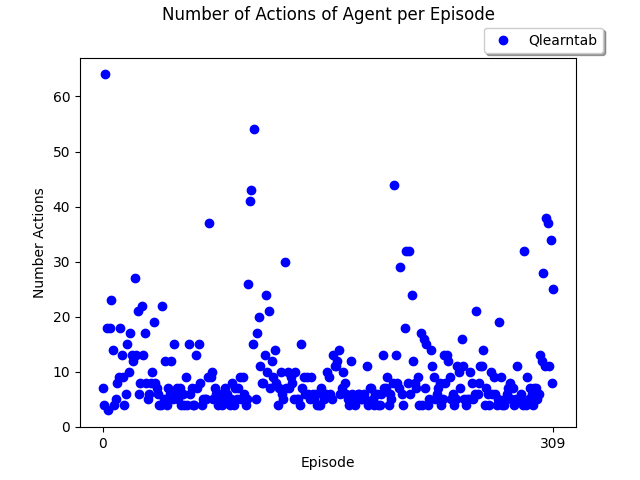 Number of Actions of Agent per Episode
Qlearntab
60
50
40
30
20
10
0
Number Actions
0
309
Episode